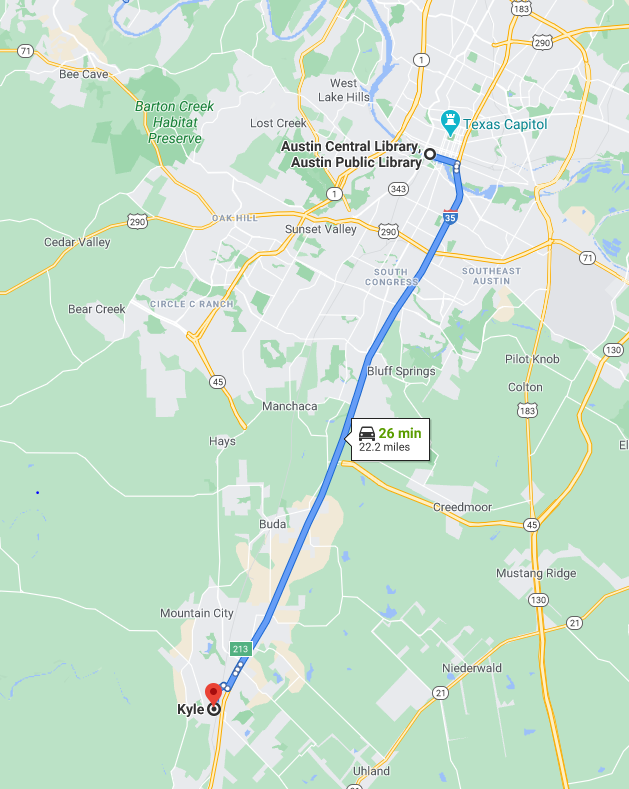 183
290
71
1
Bee Cave
West
Lake Hills
Barton Creek
Habitat
Preserve
Lost Creek
Texas Capitol
Austin Central Library,
Austin Public Library
343
1
290
OAK HILL
35
Sunset Valley
290
Cedar Valley
71
SOUTH
CONGRESS
SOUTHEAST
AUSTIN
CIRCLE C RANCH
Bear Creek
130
Pilot Knob
Bluff Springs
45
Colton
Manchaca
183
26 min
22.2 miles
Hays
El
Creedmoor
Buda
45
Mustang Ridge
130
Mountain City
21
213
Niederwald
21
Kyle
Uhland